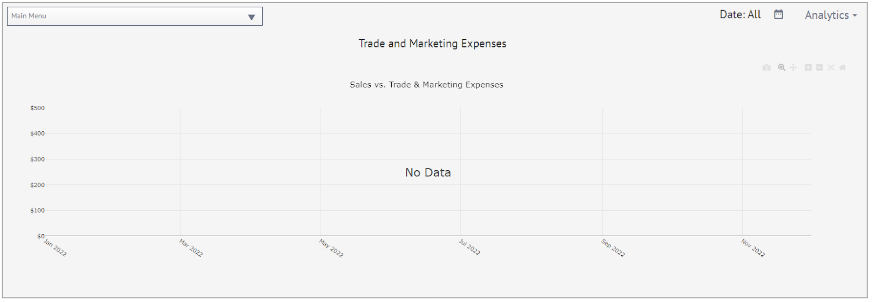 Main Menu
Date: All
Analytics
Trade and Marketing Expenses
Sales vs. Trade & Marketing Expenses
$500
$400
$300
$200
$100
$0
No Data
Jan 2022
Mar 2022
May 2022
Jul 2022
Sep 2022
Nov 2022